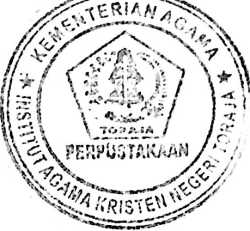 KEMENTERIAN AGAMA
TORAJA
PERPUSTAKAAN
INSTITUT AGAMA KRISTEN NEGERI TORAJA